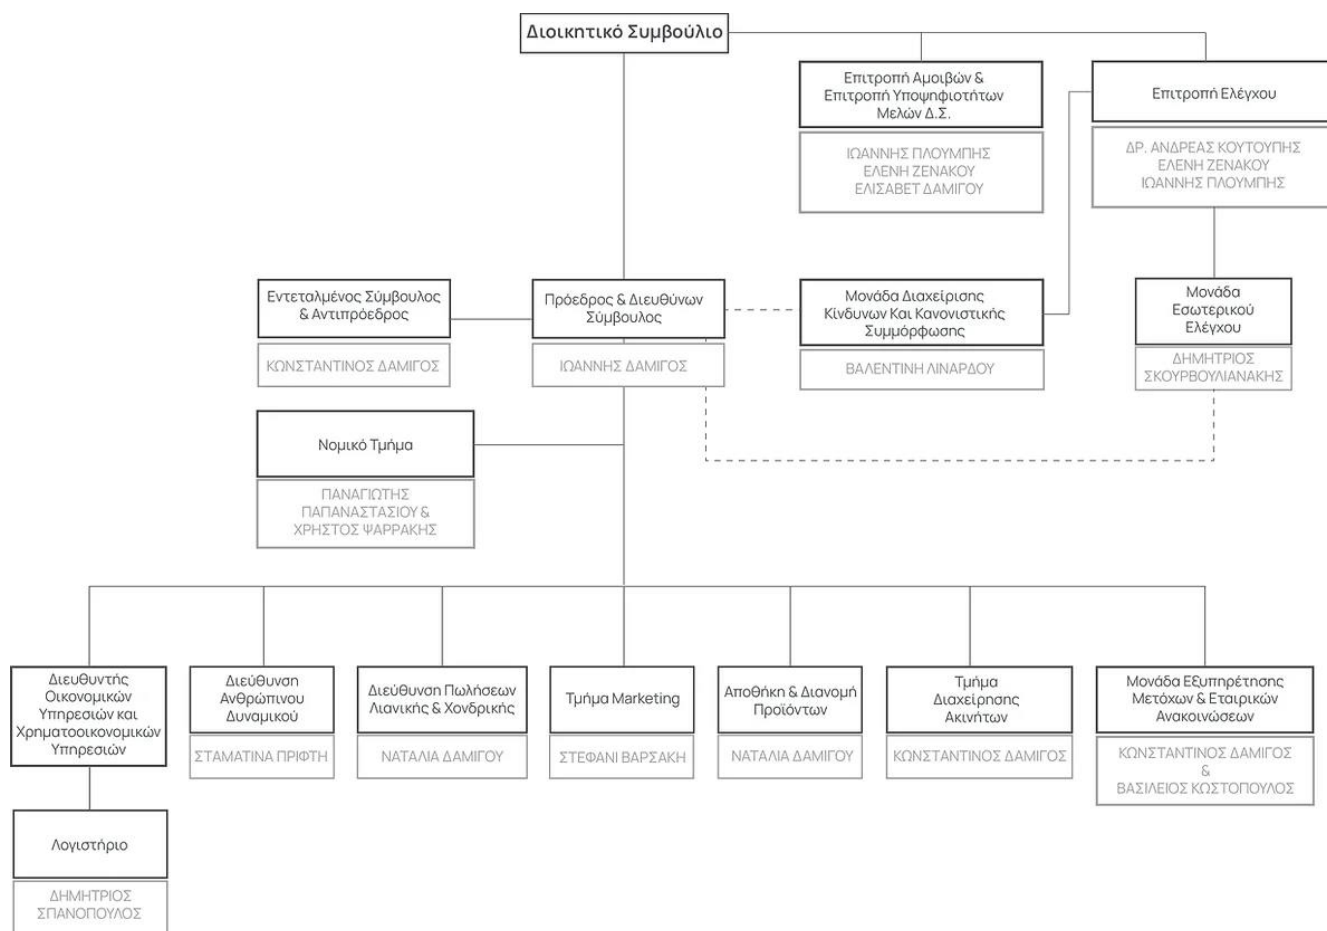 Διοικητικό Συμβούλιο
Επιτροπή Αμοιβών &
Επιτροπή Υποψηφιοτήτων
Μελών Δ.Σ.
ΙΩΑΝΝΗΣ ΠΛΟΥΜΠΗΣ
ΕΛΕΝΗ ΖΕΝΑΚΟΥ
ΕΛΙΣΑΒΕΤ ΔΑΜΙΓΟΥ
Επιτροπή Ελέγχου
ΔΡ. ΑΝΔΡΕΑΣ ΚΟΥΤΟΥΠΗΣ
ΕΛΕΝΗ ΖΕΝΑΚΟΥ
ΙΩΑΝΝΗΣ ΠΛΟΥΜΠΗΣ
Εντεταλμένος Σύμβουλος
& Αντιπρόεδρος
ΚΩΝΣΤΑΝΤΙΝΟΣ ΔΑΜΙΓΟΣ
Πρόεδρος & Διευθύνων
Σύμβουλος
ΙΩΑΝΝΗΣ ΔΑΜΙΓΟΣ
Μονάδα Διαχείρισης
Κίνδυνων Και Κανονιστικής
Συμμόρφωσης
ΒΑΛΕΝΤΙΝΗ ΛΙΝΑΡΔΟΥ
Μονάδα
Εσωτερικού
Ελέγχου
ΔΗΜΗΤΡΙΟΣ
ΣΚΟΥΡΒΟΥΛΙΑΝΑΚΗΣ
Νομικό Τμήμα
ΠΑΝΑΓΙΩΤΗΣ
ΠΑΠΑΝΑΣΤΑΣΙΟΥ &
ΧΡΗΣΤΟΣ ΨΑΡΡΑΚΗΣ
Διευθυντής
Οικονομικών
Υπηρεσιών και
Χρηματοοικονομικών
Υπηρεσιών
Διεύθυνση
Ανθρώπινου
Δυναμικού
ΣΤΑΜΑΤΙΝΑ ΠΡΙΦΤΗ
Διεύθυνση Πωλήσεων
Λιανικής & Χονδρικής
ΝΑΤΑΛΙΑ ΔΑΜΙΓΟΥ
Τμήμα Marketing
ΣΤΕΦΑΝΙ ΒΑΡΣΑΚΗ
Αποθήκη & Διανομή
Προϊόντων
ΝΑΤΑΛΙΑ ΔΑΜΙΓΟΥ
Τμήμα
Διαχείρησης
Ακινήτων
ΚΩΝΣΤΑΝΤΙΝΟΣ ΔΑΜΙΓΟΣ
Μονάδα Εξυπηρέτησης
Μετόχων & Εταιρικών
Ανακοινώσεων
ΚΩΝΣΤΑΝΤΙΝΟΣ ΔΑΜΙΓΟΣ
&
ΒΑΣΙΛΕΙΟΣ ΚΩΣΤΟΠΟΥΛΟΣ
Λογιστήριο
ΔΗΜΗΤΡΙΟΣ
ΣΠΑΝΟΠΟΥΛΟΣ